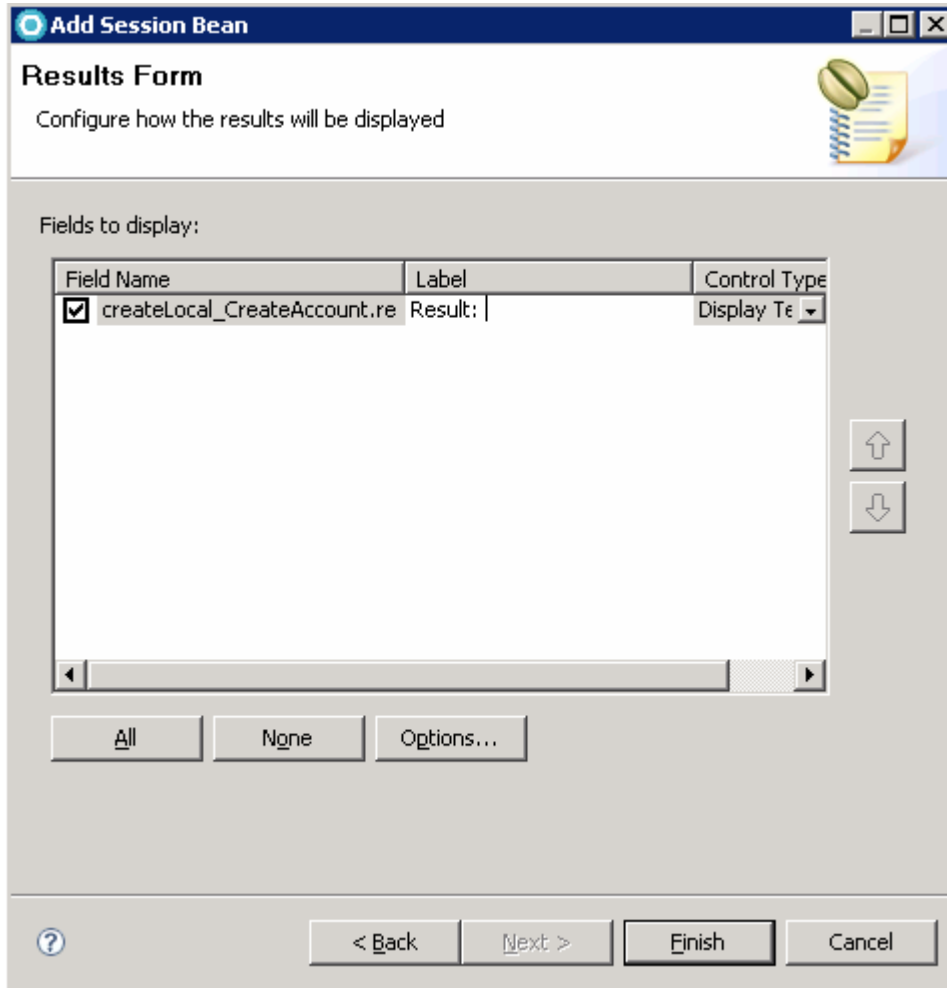 Add Session Bean
Results Form
Configure how the results will be displayed
Fields to display:
Field Name Label Control Type
createLocal_CreateAccount.re Result: Display Te
All None Options...
< Back Next > Finish Cancel